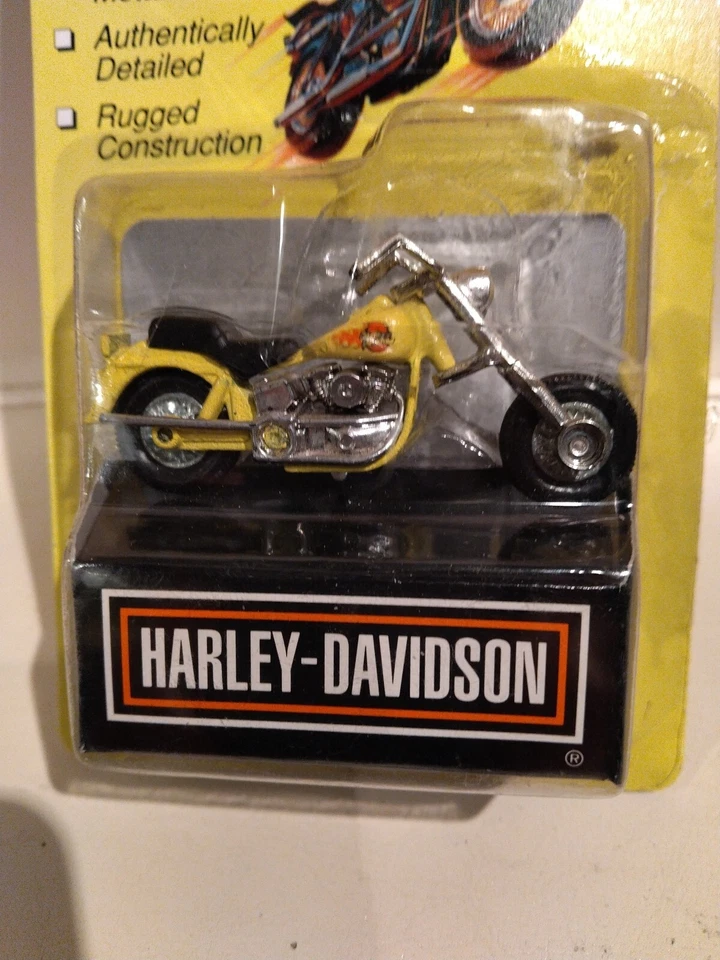 Authentically
Detailed
Rugged
Construction
HARLEY-DAVIDSON
®